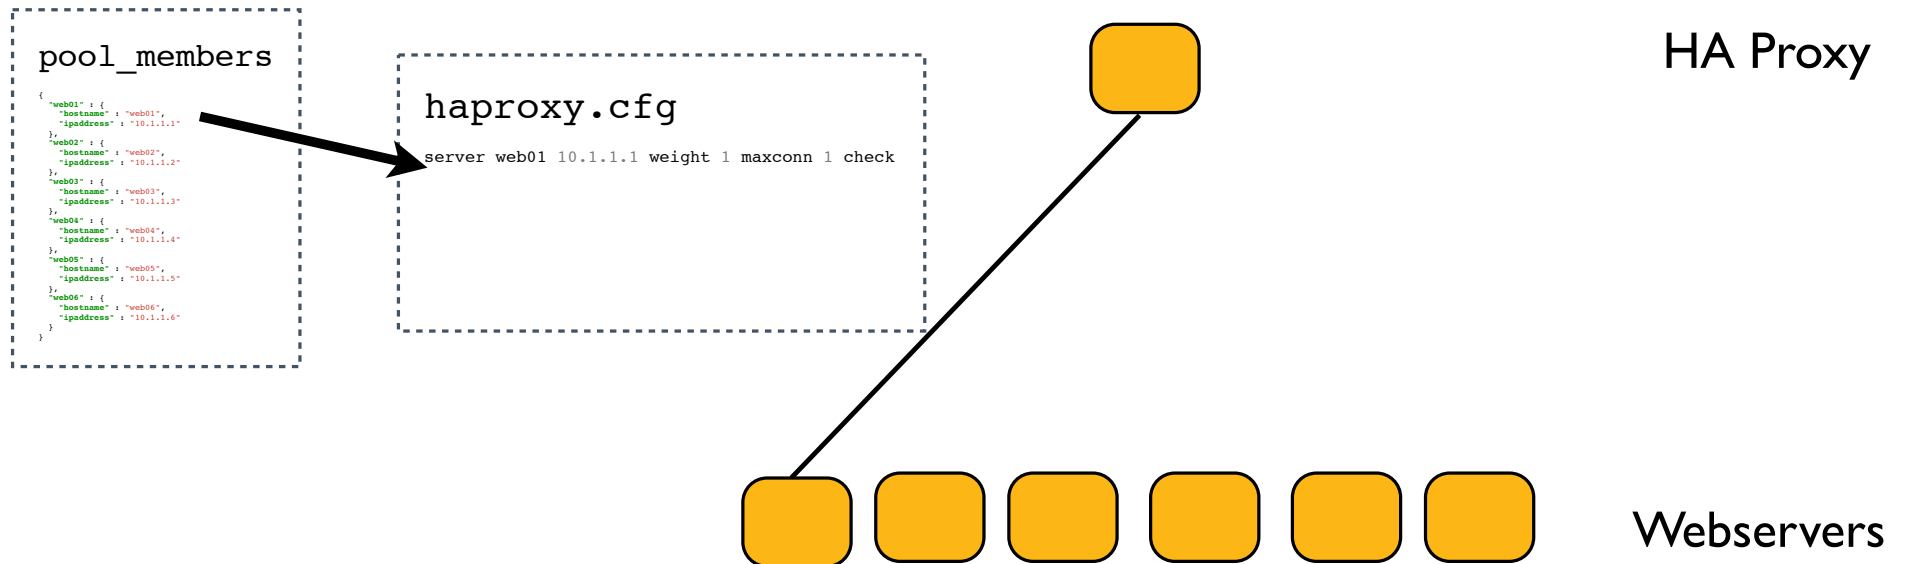 pool_members
{
"web01" : {
"hostname" : "web01",
"ipaddress" : "10.1.1.1"
},
"web02" : {
"hostname" : "web02",
"ipaddress" : "10.1.1.2"
},
"web03" : {
"hostname" : "web03",
"ipaddress" : "10.1.1.3"
},
"web04" : {
"hostname" : "web04",
"ipaddress" : "10.1.1.4"
},
"web05" : {
"hostname" : "web05",
"ipaddress" : "10.1.1.5"
},
"web06" : {
"hostname" : "web06",
"ipaddress" : "10.1.1.6"
}
}
haproxy.cfg
server web01 10.1.1.1 weight 1 maxconn 1 check
HA Proxy
Webservers